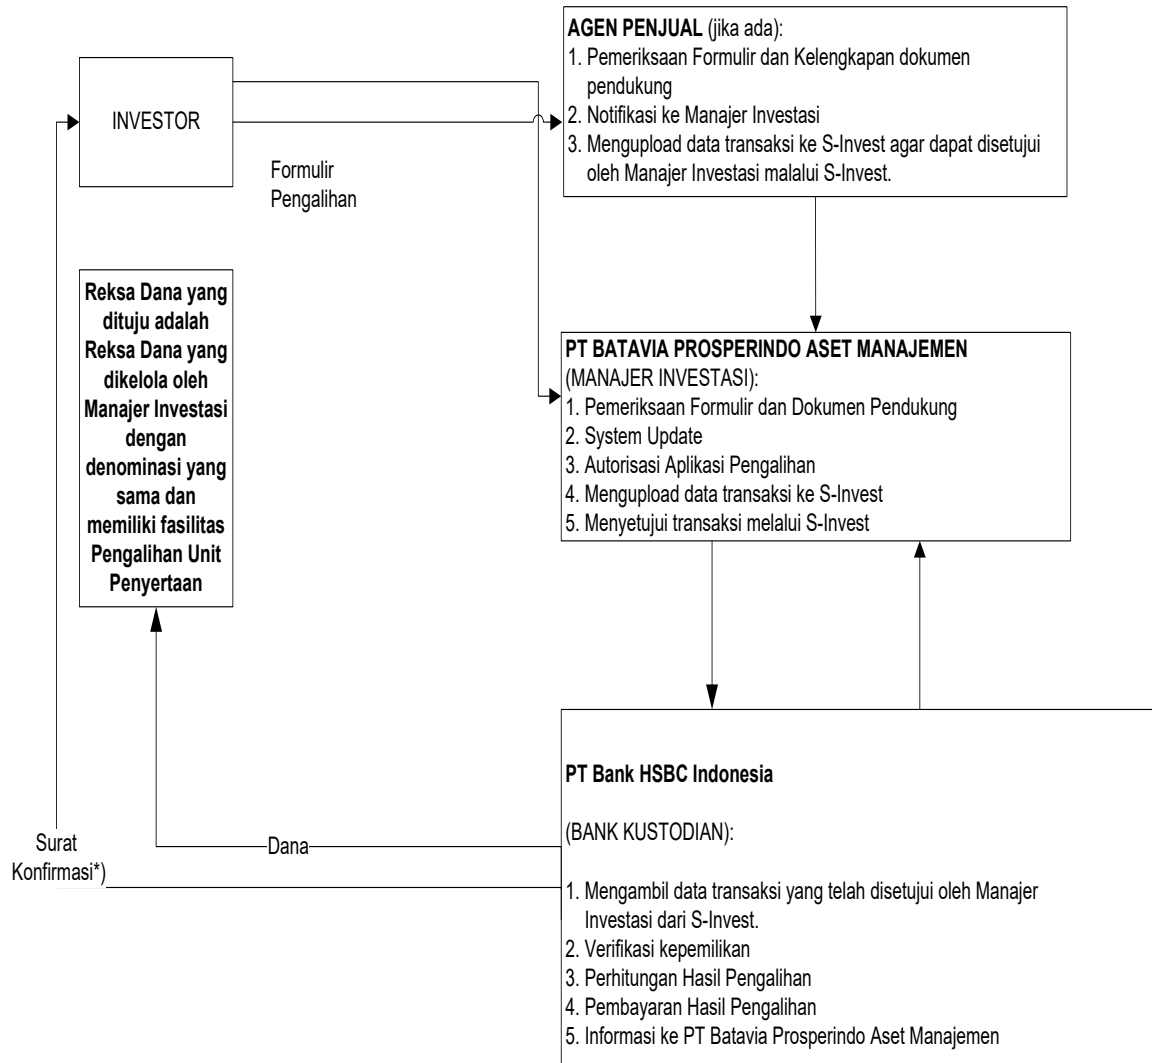 AGEN PENJUAL (jika ada):
1. Pemeriksaan Formulir dan Kelengkapan dokumen
pendukung
2. Notifikasi ke Manajer Investasi
3. Mengupload data transaksi ke S-Invest agar dapat disetujui
oleh Manajer Investasi malalui S-Invest.
INVESTOR
Formulir
Pengalihan
Reksa Dana yang
dituju adalah
Reksa Dana yang
dikelola oleh
Manajer Investasi
dengan
denominasi yang
sama dan
memiliki fasilitas
Pengalihan Unit
Penyertaan
PT BATAVIA PROSPERINDO ASET MANAJEMEN
(MANAJER INVESTASI):
1. Pemeriksaan Formulir dan Dokumen Pendukung
2. System Update
3. Autorisasi Aplikasi Pengalihan
4. Mengupload data transaksi ke S-Invest
5. Menyetujui transaksi melalui S-Invest
Surat
Konfirmasi*)
Dana
PT Bank HSBC Indonesia
(BANK KUSTODIAN):
1. Mengambil data transaksi yang telah disetujui oleh Manajer
Investasi dari S-Invest.
2. Verifikasi kepemilikan
3. Perhitungan Hasil Pengalihan
4. Pembayaran Hasil Pengalihan
5. Informasi ke PT Batavia Prosperindo Aset Manajemen